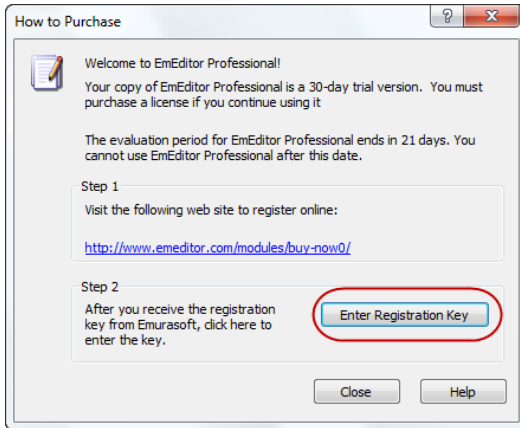 How to Purchase
Welcome to EmEditor Professional!
Your copy of EmEditor Professional is a 30-day trial version. You must
purchase a license if you continue using it
The evaluation period for EmEditor Professional ends in 21 days. You
cannot use EmEditor Professional after this date.
Step 1
Visit the following web site to register online:
http://www.emeditor.com/modules/buy-now0/
Step 2
After you receive the registration
key from Emurasoft, click here to
enter the key.
Enter Registration Key
Close
Help